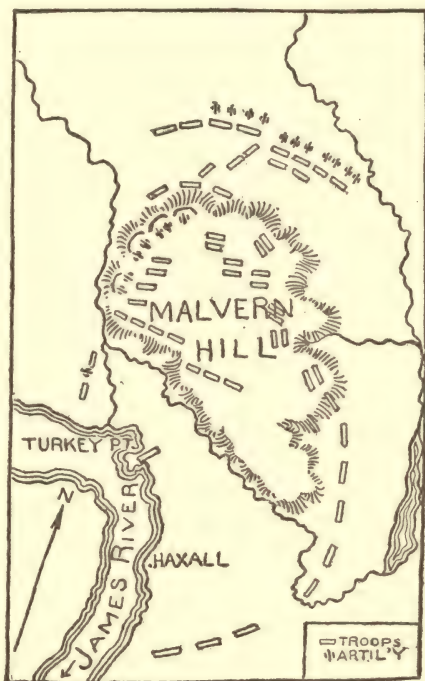 MALVERN
HILL
TURKEY PT.
N
JAMES RIVER
HAXALL
TROOPS
ARTIL'Y